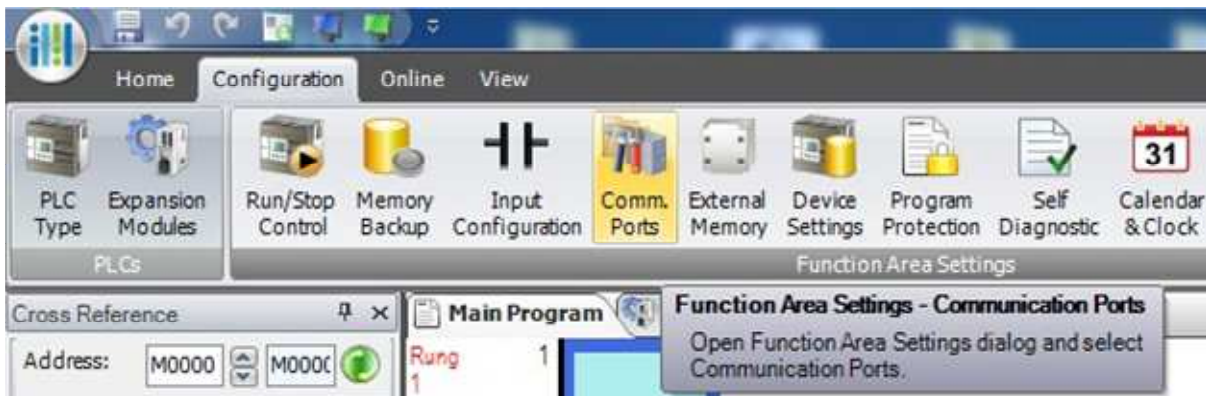 Home Configuration Online View
PLC Type
Expansion Modules
Run/Stop Control
Memory Backup
Input Configuration
Comm. Ports
External Memory
Device Settings
Program Protection
Self Diagnostic
31
Calendar & Clock
PLCs
Function Area Settings
Cross Reference
Main Program
Address: M0000
Rung 1
1
Function Area Settings - Communication Ports
Open Function Area Settings dialog and select
Communication Ports.